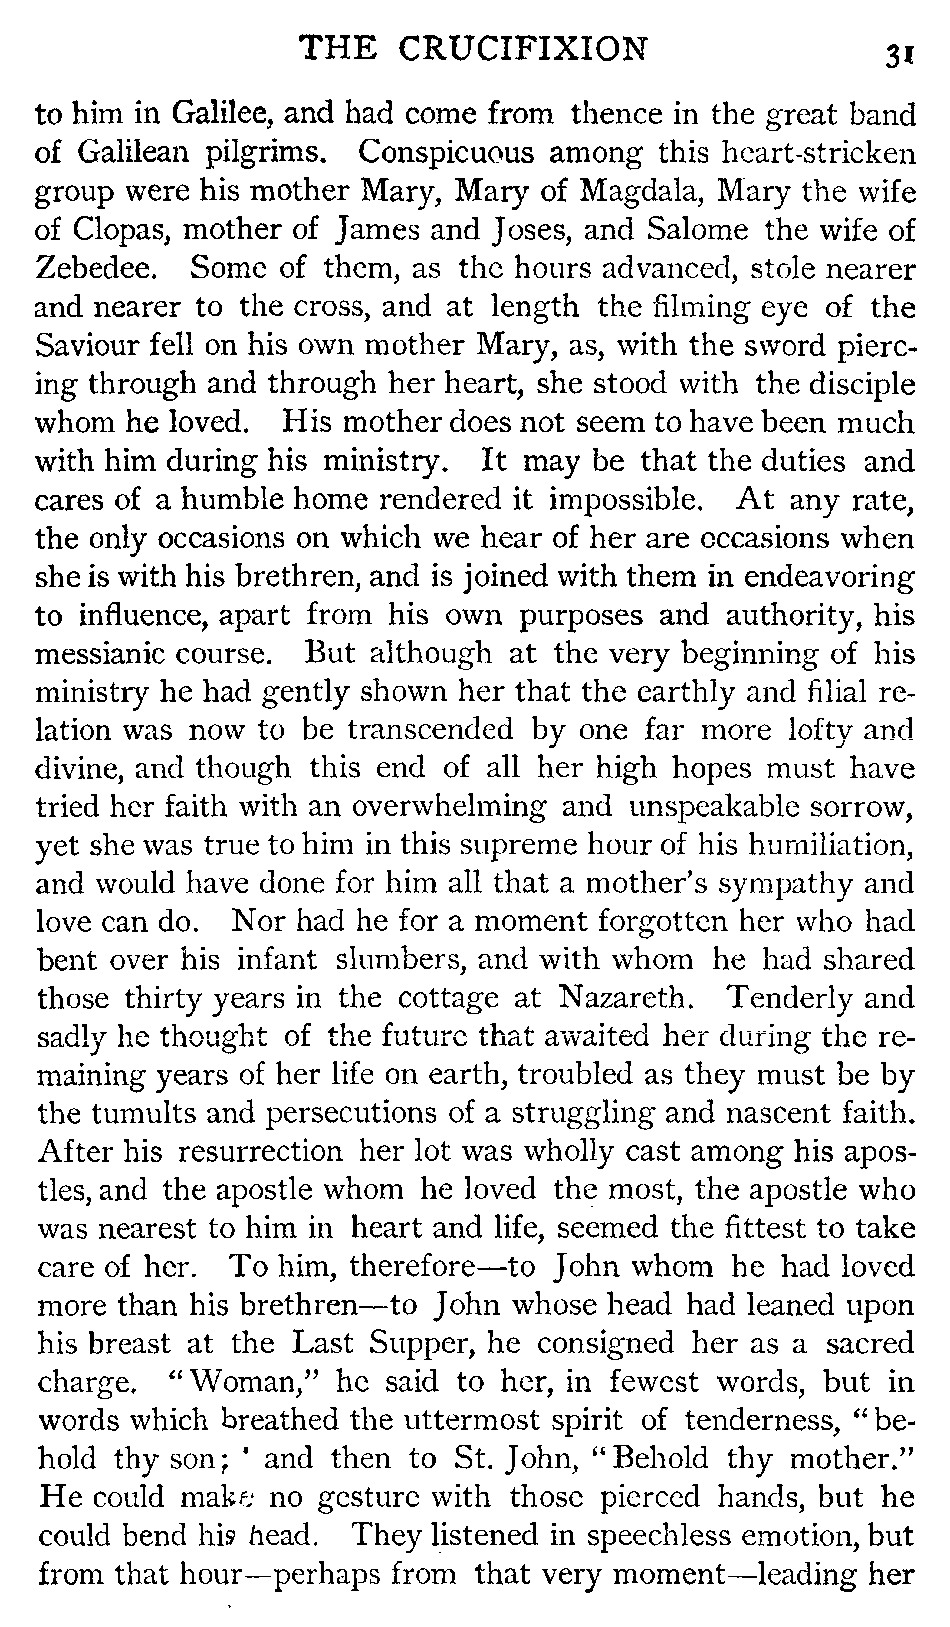 THE CRUCIFIXION 31
to him in Galilee, and had come from thence in the great band
of Galilean pilgrims. Conspicuous among this heart-stricken
group were his mother Mary, Mary of Magdala, Mary the wife
of Clopas, mother of James and Joses, and Salome the wife of
Zebedee. Some of them, as the hours advanced, stole nearer
and nearer to the cross, and at length the filming eye of the
Saviour fell on his own mother Mary, as, with the sword pierc-
ing through and through her heart, she stood with the disciple
whom he loved. His mother does not seem to have been much
with him during his ministry. It may be that the duties and
cares of a humble home rendered it impossible. At any rate,
the only occasions on which we hear of her are occasions when
she is with his brethren, and is joined with them in endeavoring
to influence, apart from his own purposes and authority, his
messianic course. But although at the very beginning of his
ministry he had gently shown her that the earthly and filial re-
lation was now to be transcended by one far more lofty and
divine, and though this end of all her high hopes must have
tried her faith with an overwhelming and unspeakable sorrow,
yet she was true to him in this supreme hour of his humiliation,
and would have done for him all that a mother's sympathy and
love can do. Nor had he for a moment forgotten her who had
bent over his infant slumbers, and with whom he had shared
those thirty years in the cottage at Nazareth. Tenderly and
sadly he thought of the future that awaited her during the re-
maining years of her life on earth, troubled as they must be by
the tumults and persecutions of a struggling and nascent faith.
After his resurrection her lot was wholly cast among his apos-
tles, and the apostle whom he loved the most, the apostle who
was nearest to him in heart and life, seemed the fittest to take
care of her. To him, therefore—to John whom he had loved
more than his brethren—to John whose head had leaned upon
his breast at the Last Supper, he consigned her as a sacred
charge. "Woman," he said to her, in fewest words, but in
words which breathed the uttermost spirit of tenderness, "be-
hold thy son; ' and then to St. John, "Behold thy mother."
He could make no gesture with those pierced hands, but he
could bend his head. They listened in speechless emotion, but
from that hour—perhaps from that very moment—leading her